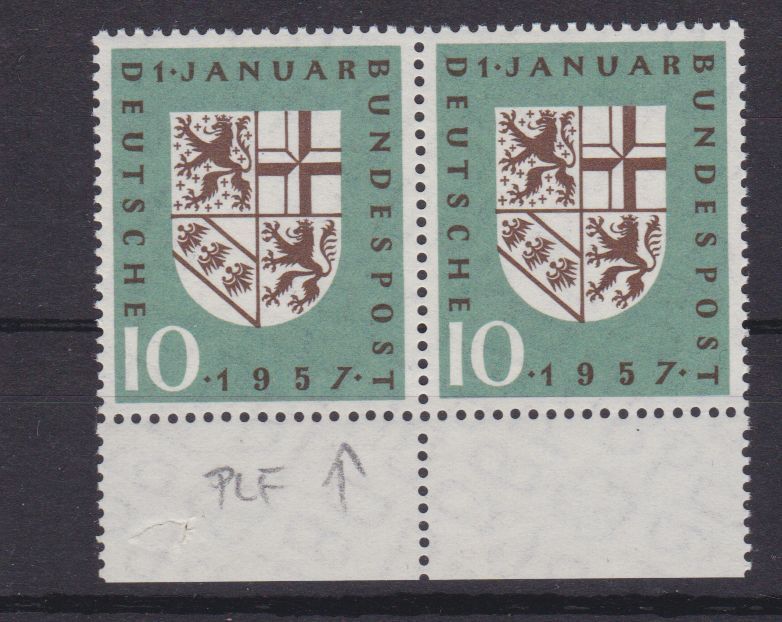 1·JANUAR
DEUTSCHE
BUNDESPOST
10
·1957·
1·JANUAR
DEUTSCHE
BUNDESPOST
10
·1957·
PLF ↑